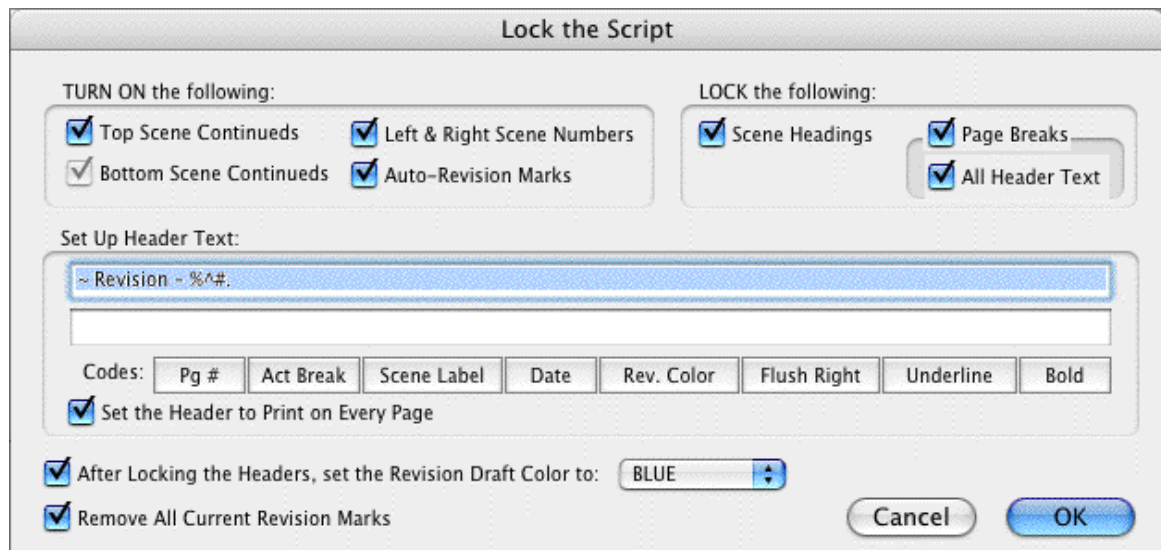 Lock the Script
TURN ON the following:
LOCK the following:
Top Scene Continueds
Left & Right Scene Numbers
Scene Headings
Page Breaks
Bottom Scene Continueds
Auto-Revision Marks
All Header Text
Set Up Header Text:
~ Revision - %^#.
Codes:
Pg #
Act Break
Scene Label
Date
Rev. Color
Flush Right
Underline
Bold
Set the Header to Print on Every Page
After Locking the Headers, set the Revision Draft Color to:
BLUE
Remove All Current Revision Marks
Cancel
OK